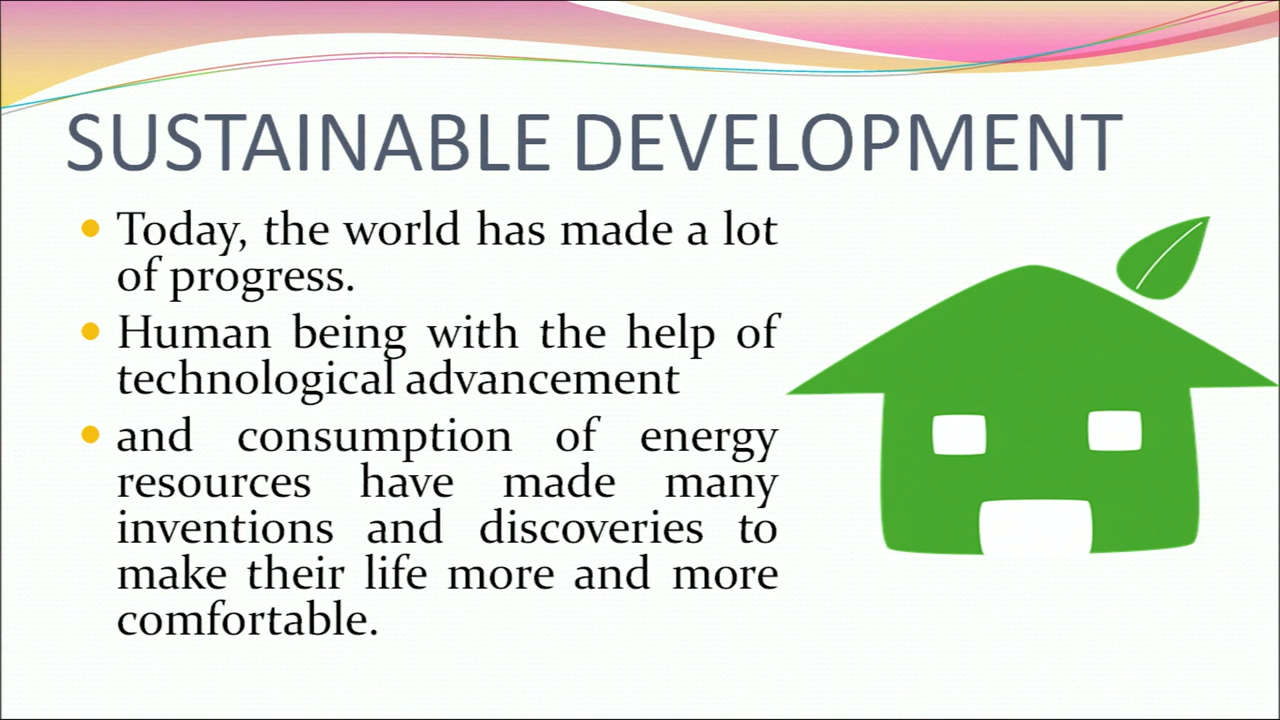 SUSTAINABLE DEVELOPMENT
Today, the world has made a lot
of progress.
Human being with the help of
technological advancement
and consumption of energy
resources have made many
inventions and discoveries to
make their life more and more
comfortable.